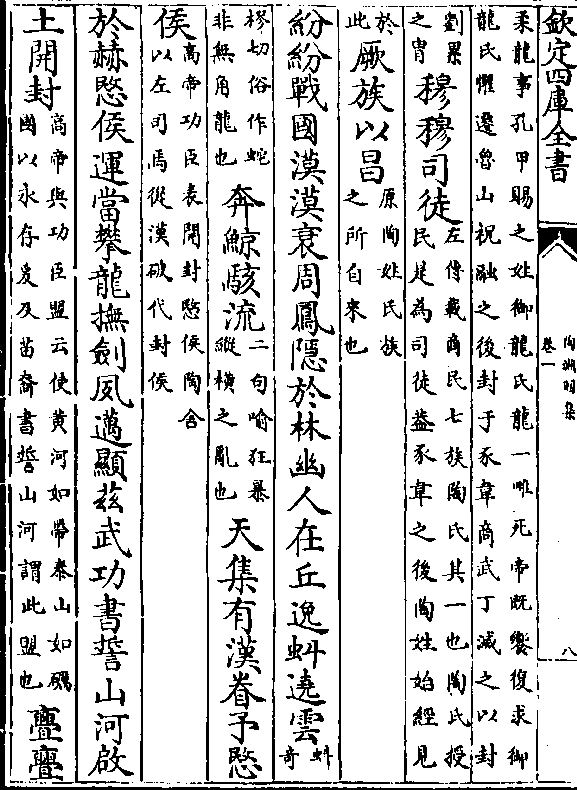 欽定四庫全書
陶淵明集
卷一
八
柔龍事孔甲賜之姓御龍氏龍一雌死帝既饗復求御
龍氏懼遷魯山祝融之後封于豕韋商武丁滅之以封
劉累之胄
穆穆司徒
左傳載商民七族陶氏其一也陶氏授
民是為司徒蓋豕韋之後陶姓始經見
於此
厥族以昌
原陶姓氏族
之所自來也
紛紛戰國漠漠衰周鳳隱於林幽人在丘逸虯遶雲
虯奇
樛切俗作蛇
非無角龍也
奔鯨駭流
二句喻狂暴
縱橫之亂也
天集有漢眷予愍
侯
高帝功臣表開封愍侯陶舍
以左司馬從漢破代封侯
於赫愍侯運當攀龍撫劍夙邁顯茲武功書誓山河啟
土開封
高帝與功臣盟云使黄河如帶泰山如礪
國以永存爰及苗裔書誓山河謂此盟也
亹亹